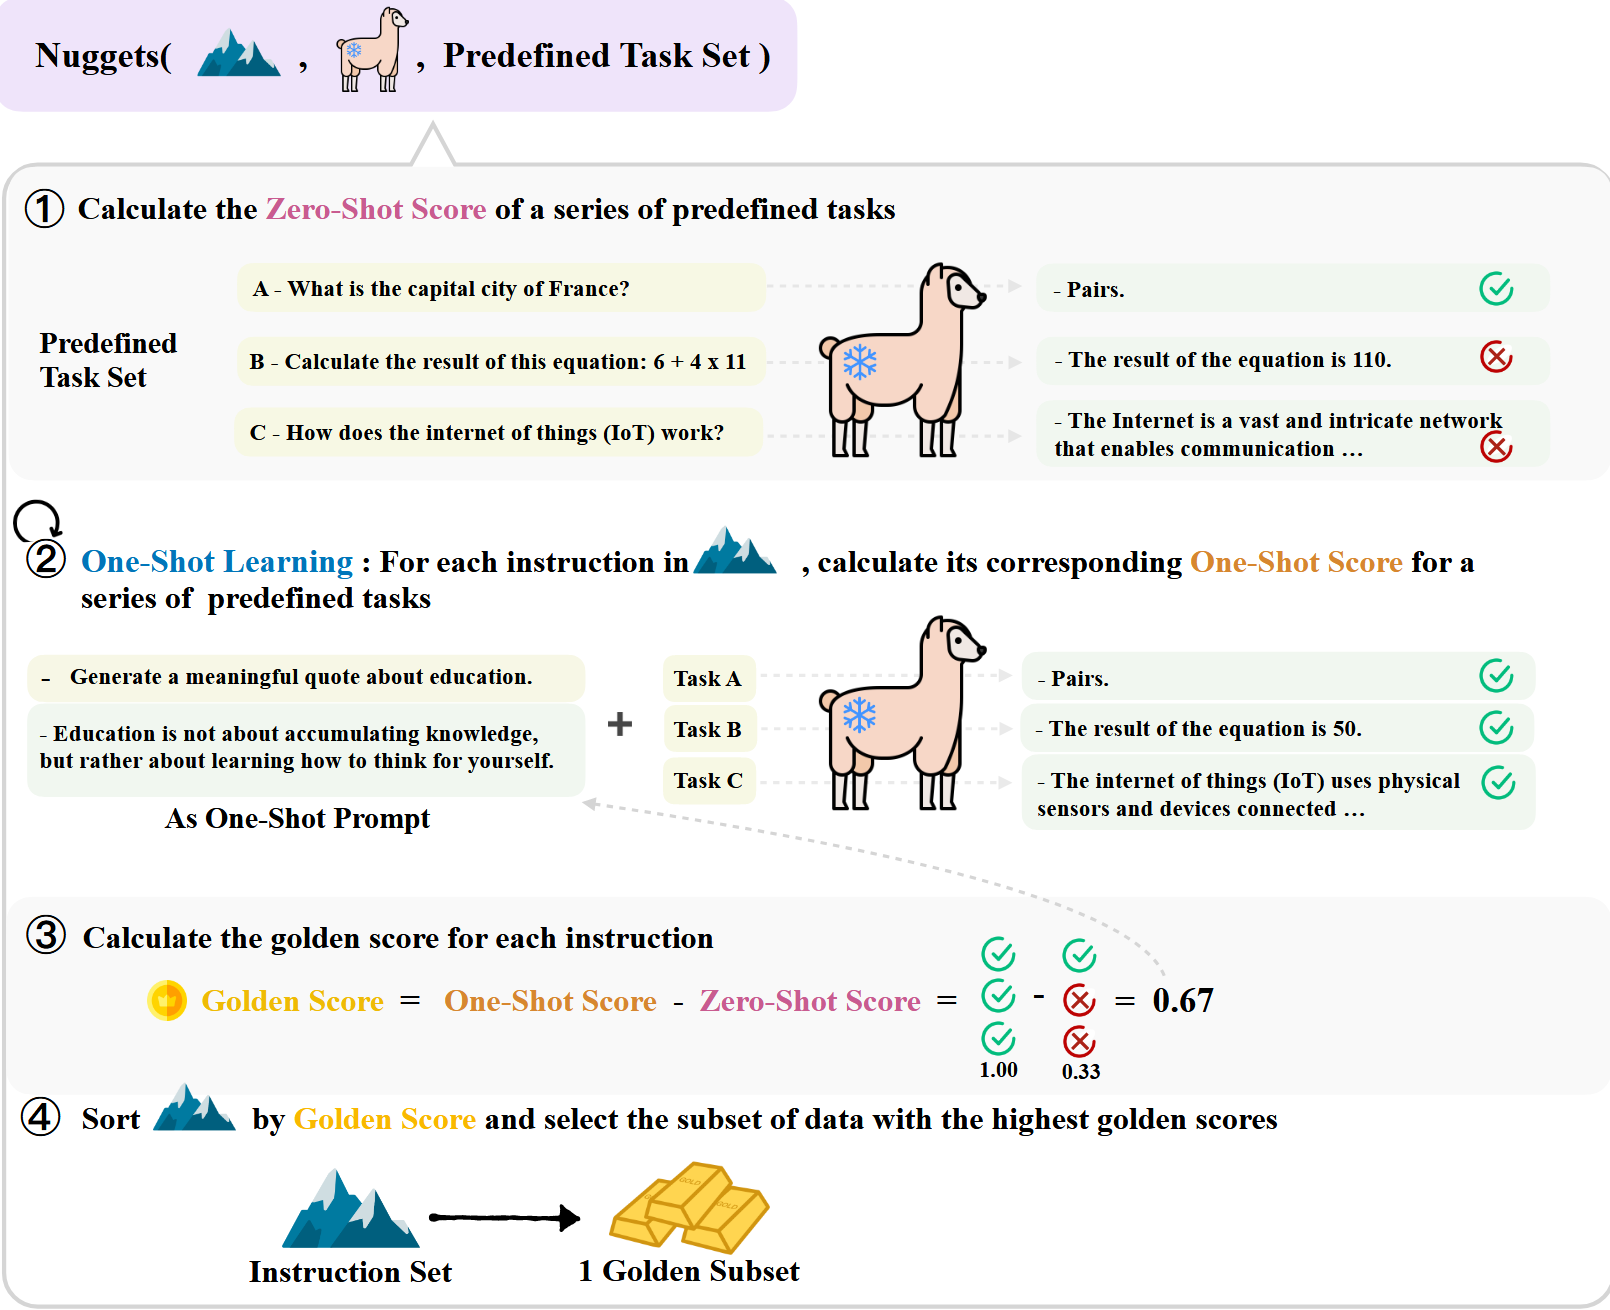 Nuggets( , , Predefined Task Set )
① Calculate the Zero-Shot Score of a series of predefined tasks
Predefined
Task Set
A - What is the capital city of France?
- Pairs.
B - Calculate the result of this equation: 6 + 4 x 11
- The result of the equation is 110.
C - How does the internet of things (IoT) work?
- The Internet is a vast and intricate network
that enables communication …
② One-Shot Learning : For each instruction in , calculate its corresponding One-Shot Score for a
series of predefined tasks
- Generate a meaningful quote about education.
- Education is not about accumulating knowledge,
but rather about learning how to think for yourself.
As One-Shot Prompt
+
Task A
Task B
Task C
- Pairs.
- The result of the equation is 50.
- The internet of things (IoT) uses physical
sensors and devices connected …
③ Calculate the golden score for each instruction
Golden Score = One-Shot Score - Zero-Shot Score = - = 0.67
1.00 0.33
④ Sort by Golden Score and select the subset of data with the highest golden scores
GOLD
GOLD
Instruction Set
1 Golden Subset